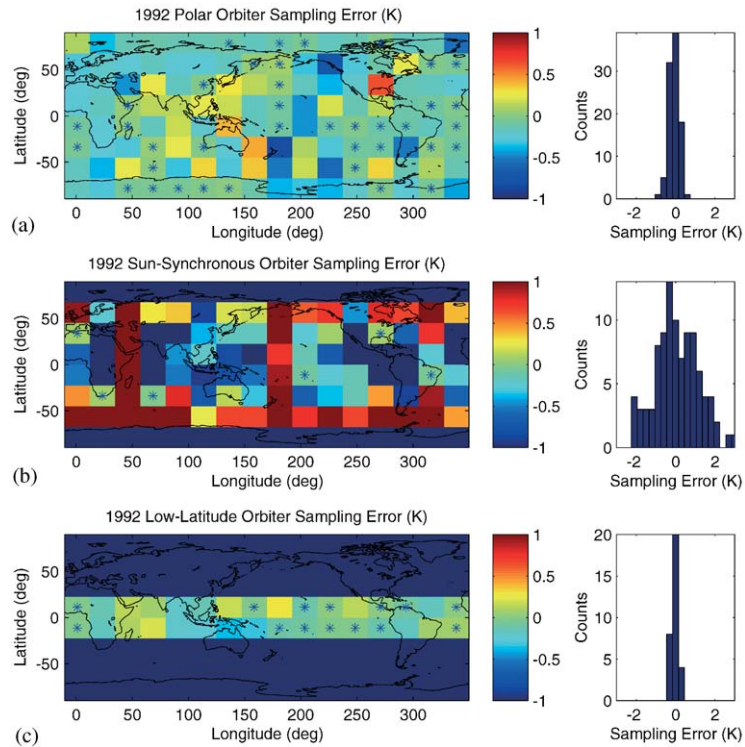 1992 Polar Orbiter Sampling Error (K)
Latitude (deg)
50
0
-50
0 50 100 150 200 250 300
Longitude (deg)
1
0.5
0
-0.5
-1
Counts
30
20
10
0
-2 0 2
Sampling Error (K)
(a)
1992 Sun-Synchronous Orbiter Sampling Error (K)
Latitude (deg)
50
0
-50
0 50 100 150 200 250 300
Longitude (deg)
1
0.5
0
-0.5
-1
Counts
10
5
0
-2 0 2
Sampling Error (K)
(b)
1992 Low-Latitude Orbiter Sampling Error (K)
Latitude (deg)
50
0
-50
0 50 100 150 200 250 300
Longitude (deg)
1
0.5
0
-0.5
-1
Counts
20
15
10
5
0
-2 0 2
Sampling Error (K)
(c)